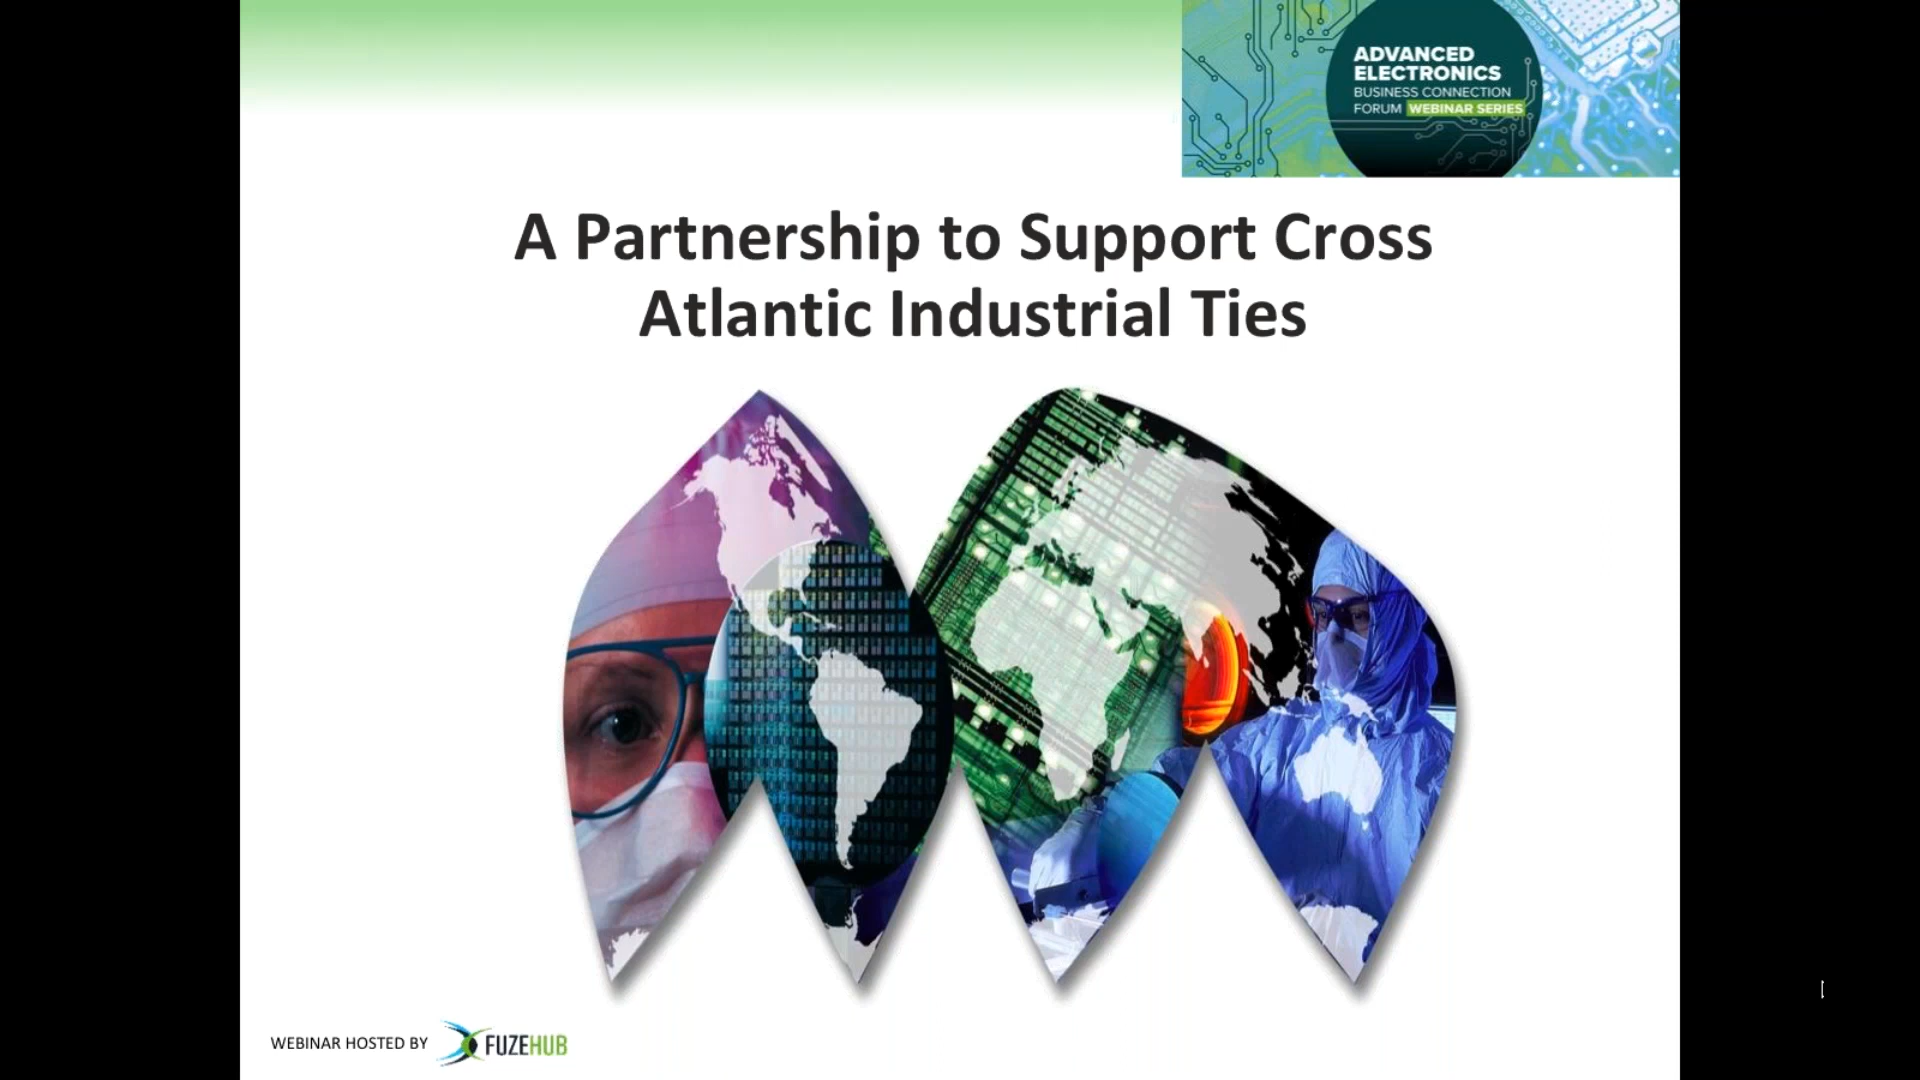 ADVANCED
ELECTRONICS
BUSINESS CONNECTION
FORUM WEBINAR SERIES
A Partnership to Support Cross
Atlantic Industrial Ties
WEBINAR HOSTED BY FUZEHUB